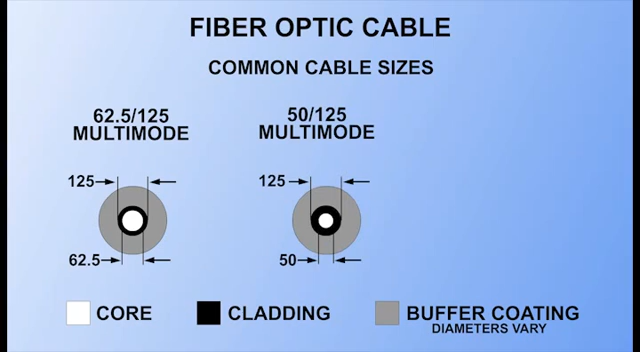 FIBER OPTIC CABLE
COMMON CABLE SIZES
62.5/125
MULTIMODE
50/125
MULTIMODE
125
125
62.5
50
CORE
CLADDING
BUFFER COATING
DIAMETERS VARY